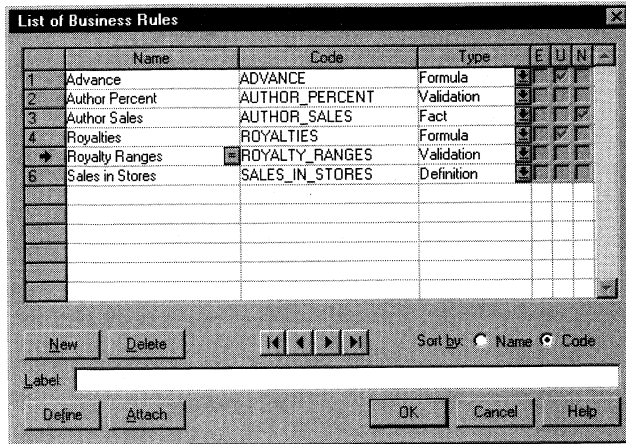 List of Business Rules
Name Code Type E U N
1 Advance ADVANCE Formula
2 Author Percent AUTHOR_PERCENT Validation
3 Author Sales AUTHOR_SALES Fact
4 Royalties ROYALTIES Formula
Royalty Ranges = ROYALTY_RANGES Validation
6 Sales in Stores SALES_IN_STORES Definition
New Delete Sort by: Name Code
Label:
Define Attach OK Cancel Help